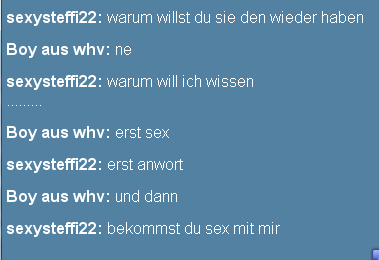 sexysteffi22: warum willst du sie den wieder haben
Boy aus whv: ne
sexysteffi22: warum will ich wissen
.........
Boy aus whv: erst sex
sexysteffi22: erst anwort
Boy aus whv: und dann
sexysteffi22: bekommst du sex mit mir